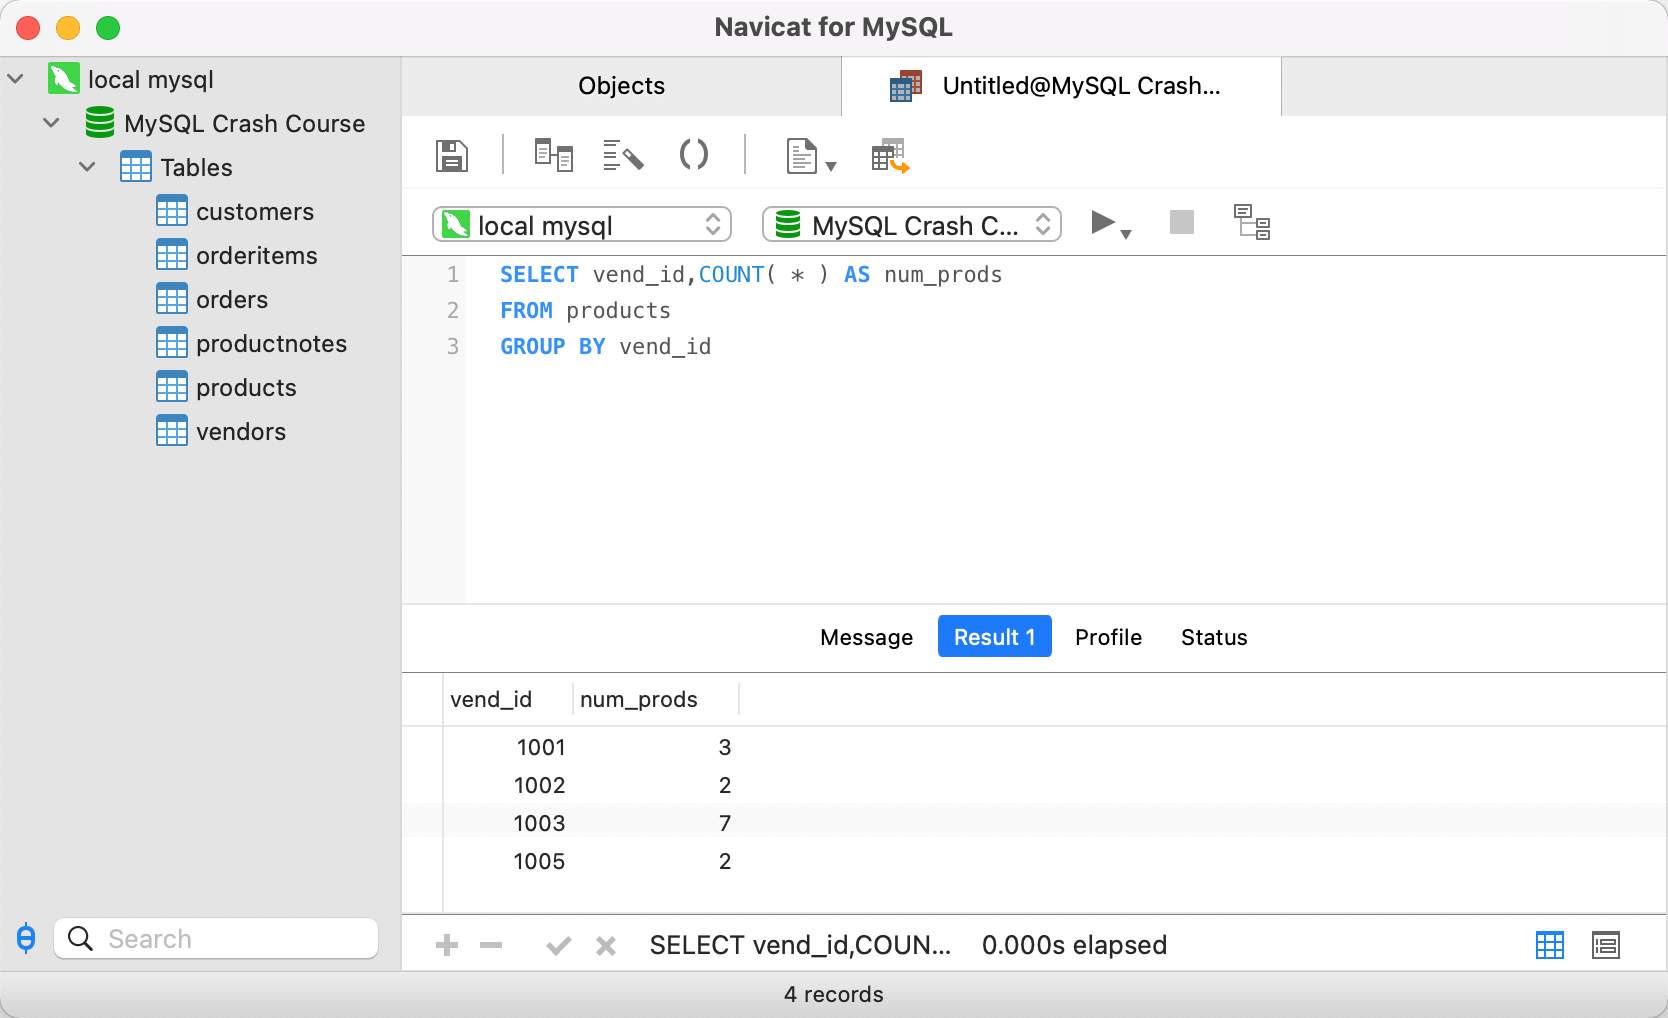 Navicat for MySQL
local mysql
MySQL Crash Course
Tables
customers
orderitems
orders
productnotes
products
vendors
Search
Objects
Untitled@MySQL Crash...
local mysql
MySQL Crash C...
1 SELECT vend_id,COUNT( * ) AS num_prods
2 FROM products
3 GROUP BY vend_id
Message Result 1 Profile Status
vend_id num_prods
1001 3
1002 2
1003 7
1005 2
SELECT vend_id,COUN... 0.000s elapsed
4 records